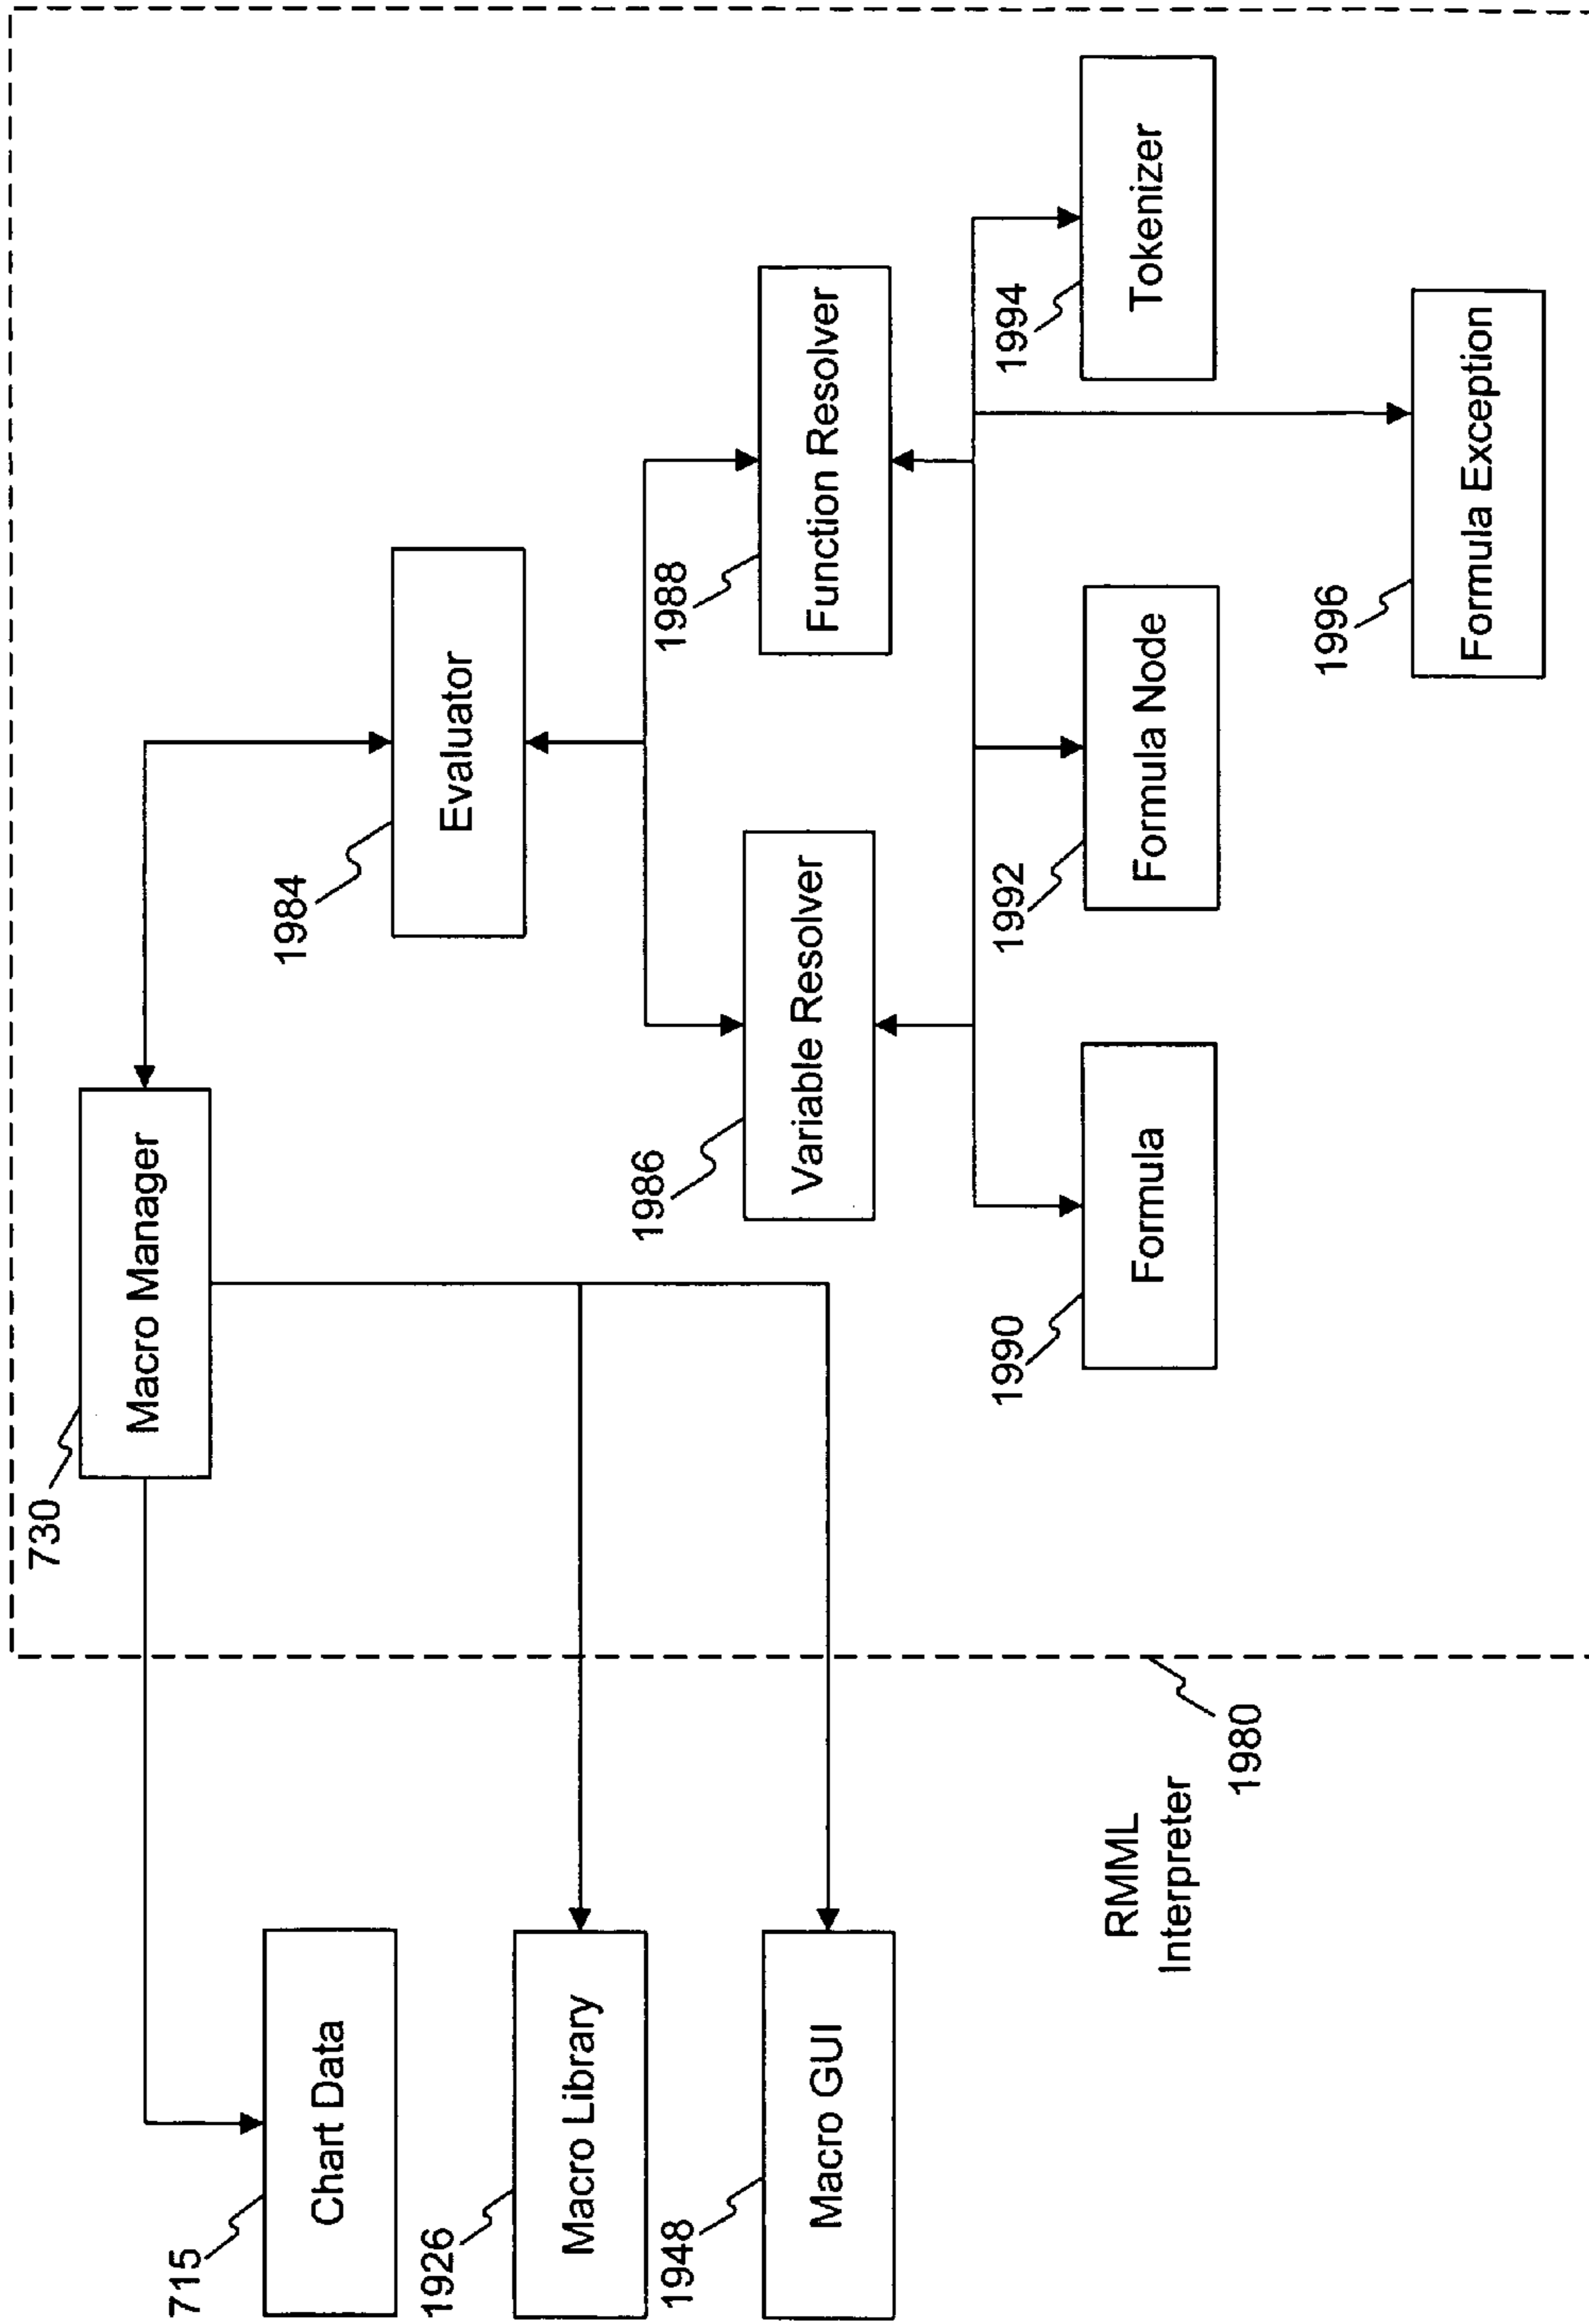 730
Macro Manager
715
Chart Data
1984
Evaluator
1926
Macro Library
1986
Variable Resolver
1988
Function Resolver
1948
Macro GUI
1990
Formula
1992
Formula Node
1994
Tokenizer
RMML
Interpreter
1980
1996
Formula Exception